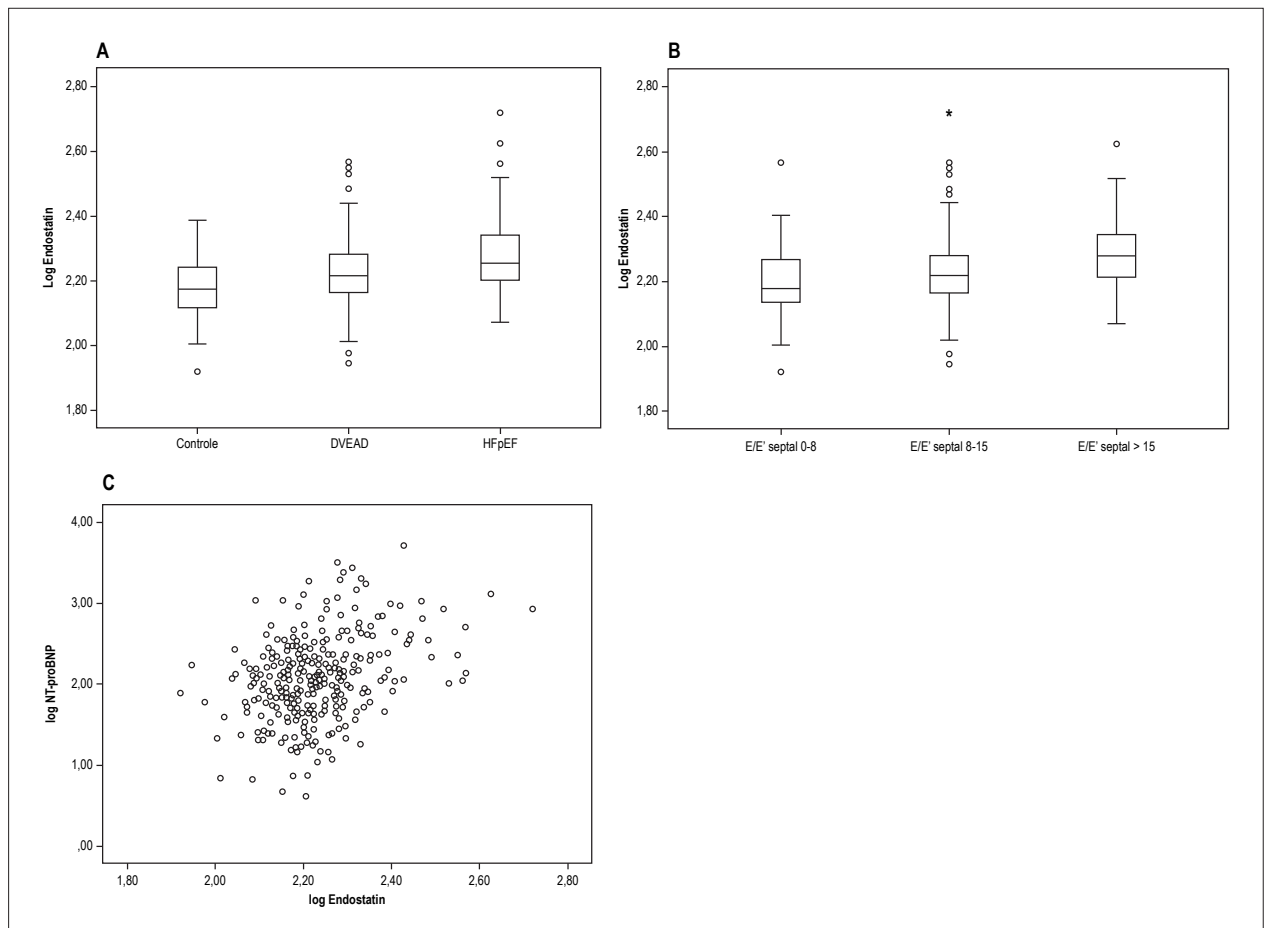 A
Log Endostatin
2,80
2,60
2,40
2,20
2,00
1,80
Controle
DVEAD
HFpEF
B
Log Endostatin
2,80
2,60
2,40
2,20
2,00
1,80
*
E/E' septal 0-8
E/E' septal 8-15
E/E' septal > 15
C
log NT-proBNP
4,00
3,00
2,00
1,00
,00
1,80
2,00
2,20
2,40
2,60
2,80
log Endostatin